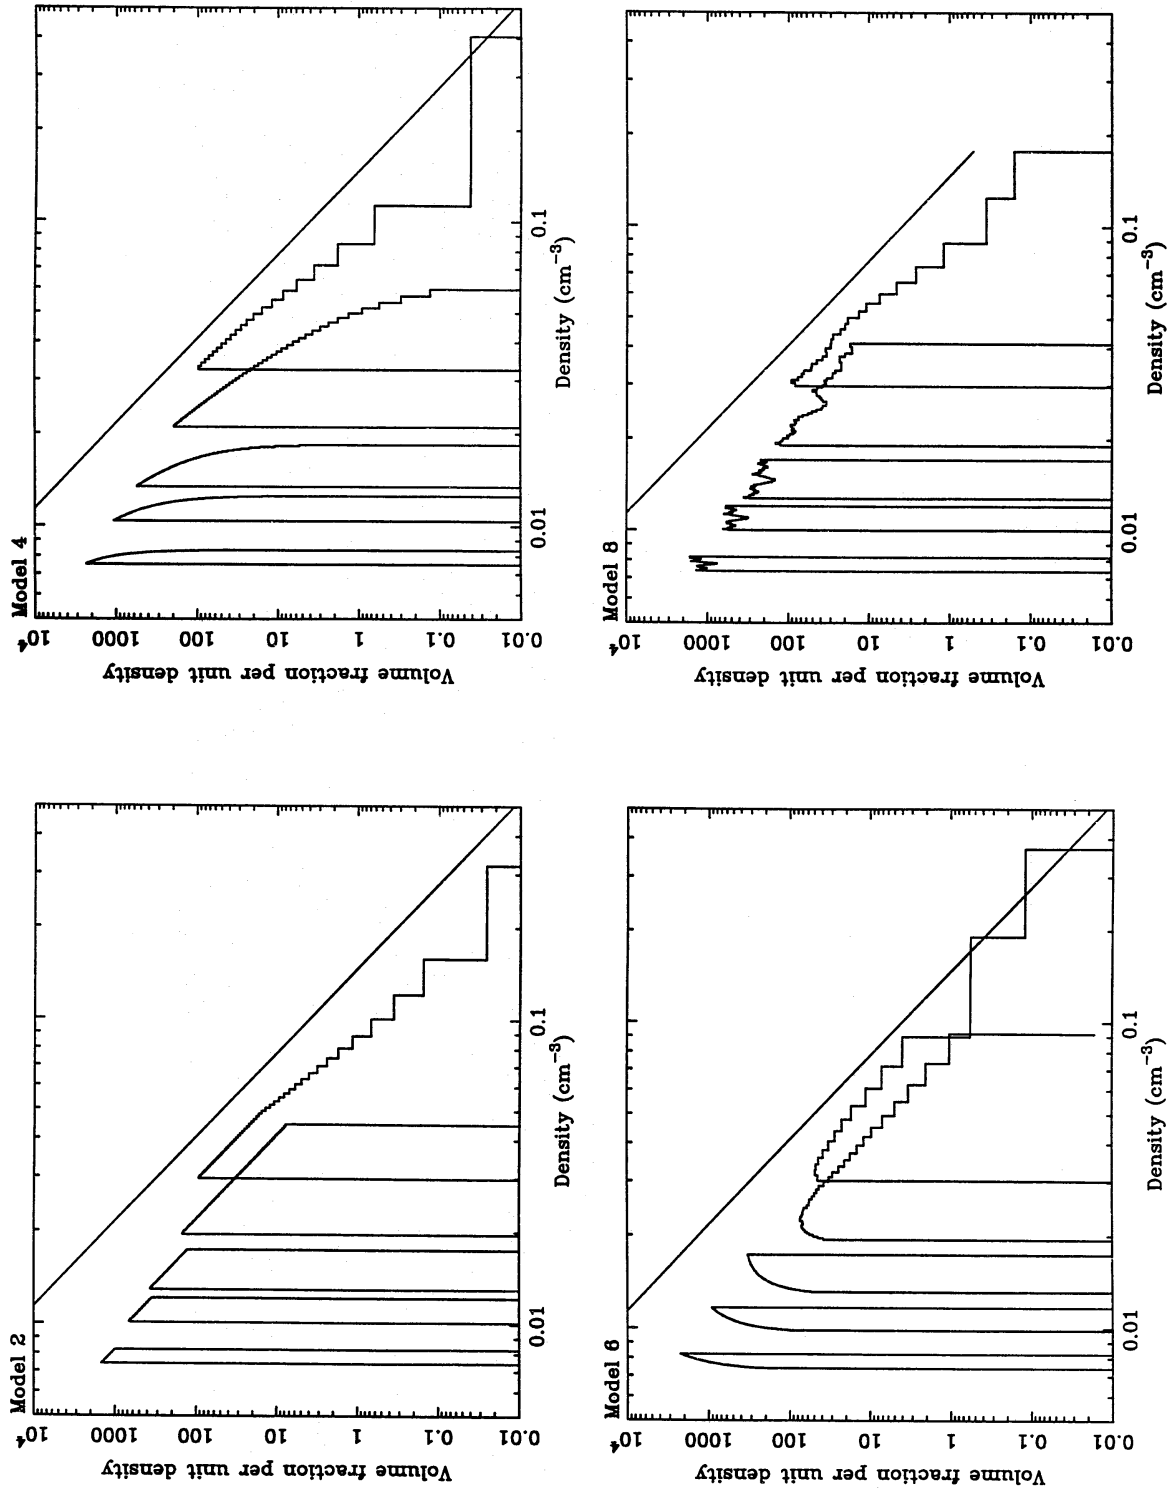 Model 4
10⁴ 1000 100 10 1 0.1 0.01
Volume fraction per unit density
0.01 0.1
Density (cm⁻³)
Model 8
10⁴ 1000 100 10 1 0.1 0.01
Volume fraction per unit density
0.01 0.1
Density (cm⁻³)
Model 2
10⁴ 1000 100 10 1 0.1 0.01
Volume fraction per unit density
0.01 0.1
Density (cm⁻³)
Model 6
10⁴ 1000 100 10 1 0.1 0.01
Volume fraction per unit density
0.01 0.1
Density (cm⁻³)